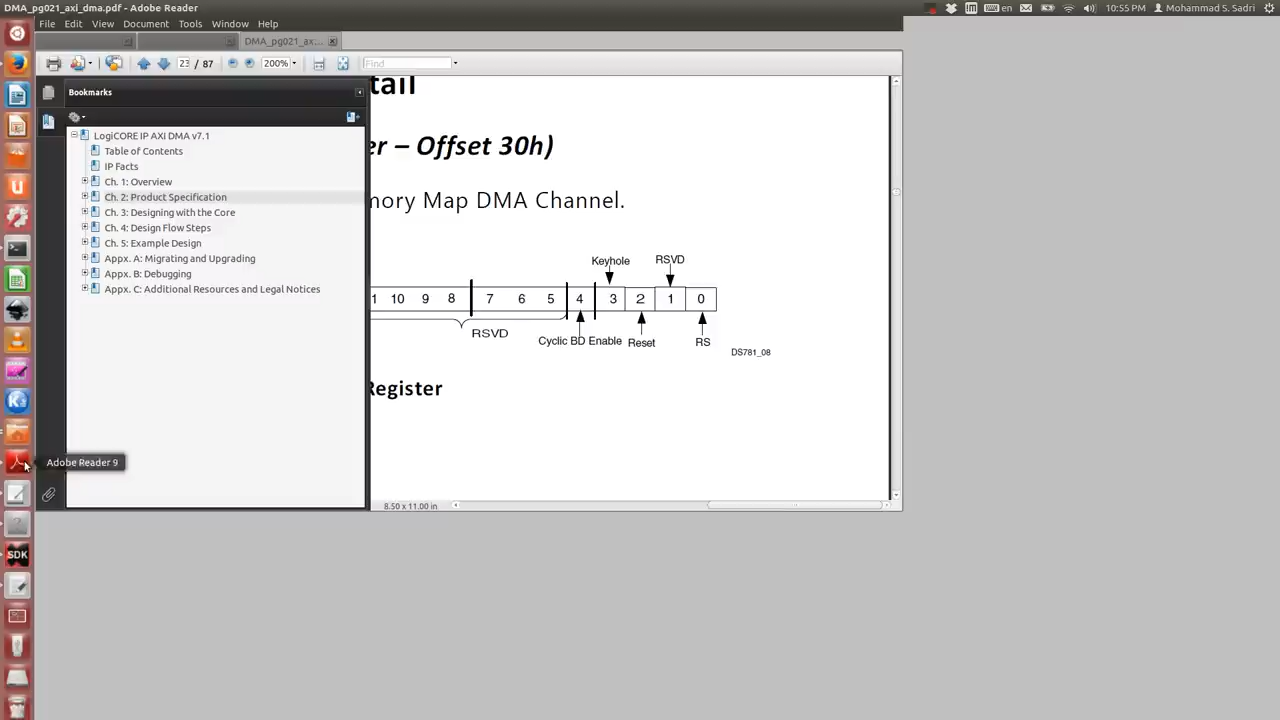 DMA_pg021_axi_dma.pdf - Adobe Reader
en
10:55 PM
Mohammad S. Sadri
File Edit View Document Tools Window Help
DMA_pg021_ax:...
23 / 87
200%
Find
Bookmarks
LogiCORE IP AXI DMA v7.1
Table of Contents
IP Facts
Ch. 1: Overview
Ch. 2: Product Specification
Ch. 3: Designing with the Core
Ch. 4: Design Flow Steps
Ch. 5: Example Design
Appx. A: Migrating and Upgrading
Appx. B: Debugging
Appx. C: Additional Resources and Legal Notices
tail
er – Offset 30h)
mory Map DMA Channel.
Keyhole
RSVD
1 10 9 8 7 6 5 4 3 2 1 0
RSVD
Cyclic BD Enable
Reset
RS
DS781_08
Register
8.50 x 11.00 in
Adobe Reader 9
SDK